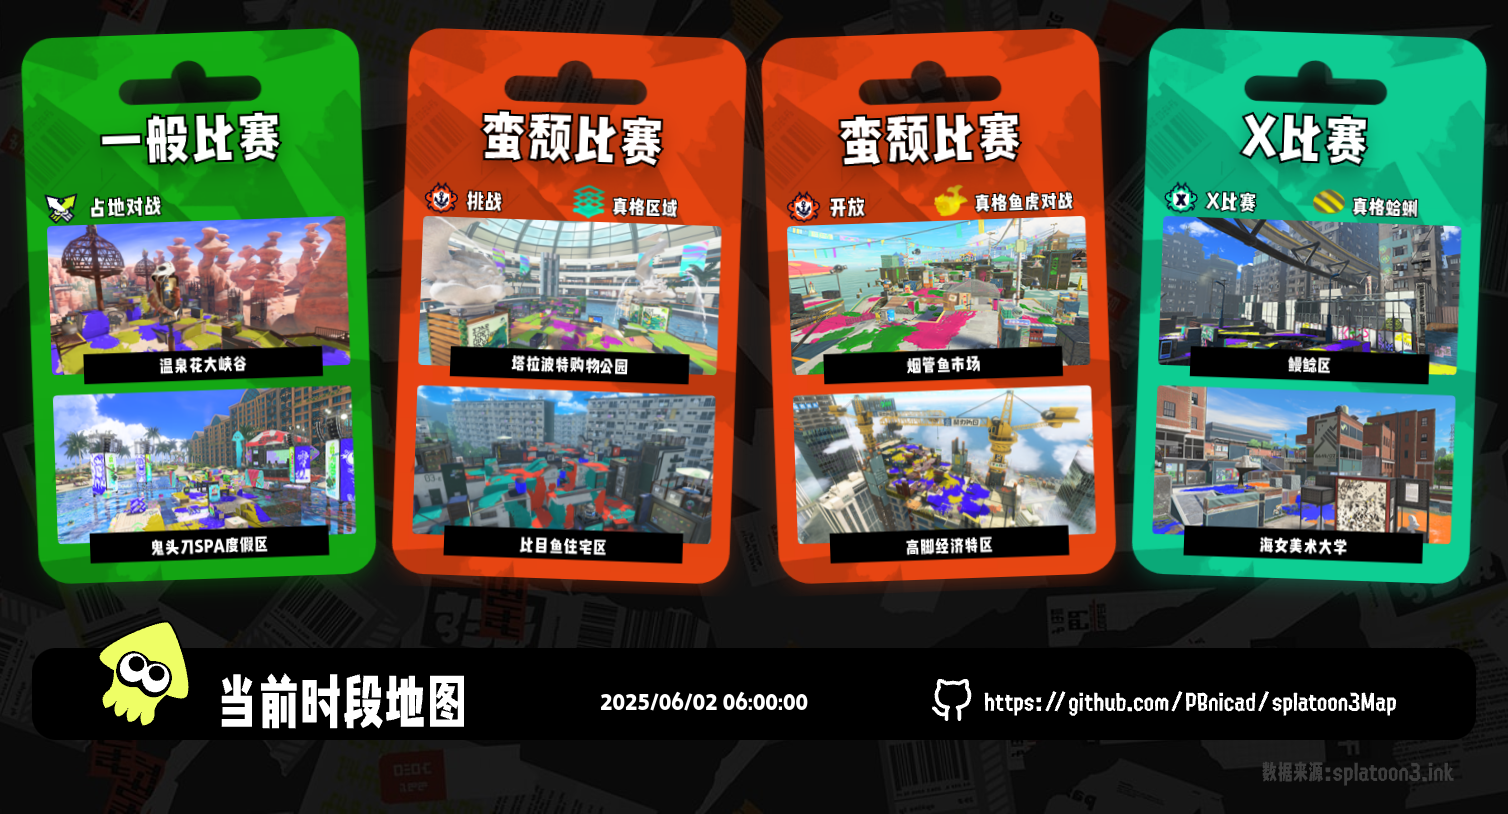 一般比赛
占地对战
温泉花大峡谷
鬼头刀SPA度假区
蛮颓比赛
挑战
真格区域
塔拉波特购物公园
比目鱼住宅区
蛮颓比赛
开放
真格鱼虎对战
烟管鱼市场
高脚经济特区
X比赛
X比赛
真格蛤蜊
鳗鲶区
海女美术大学
当前时段地图
2025/06/02 06:00:00
https://github.com/PBnicad/splatoon3Map
数据来源:splatoon3.ink